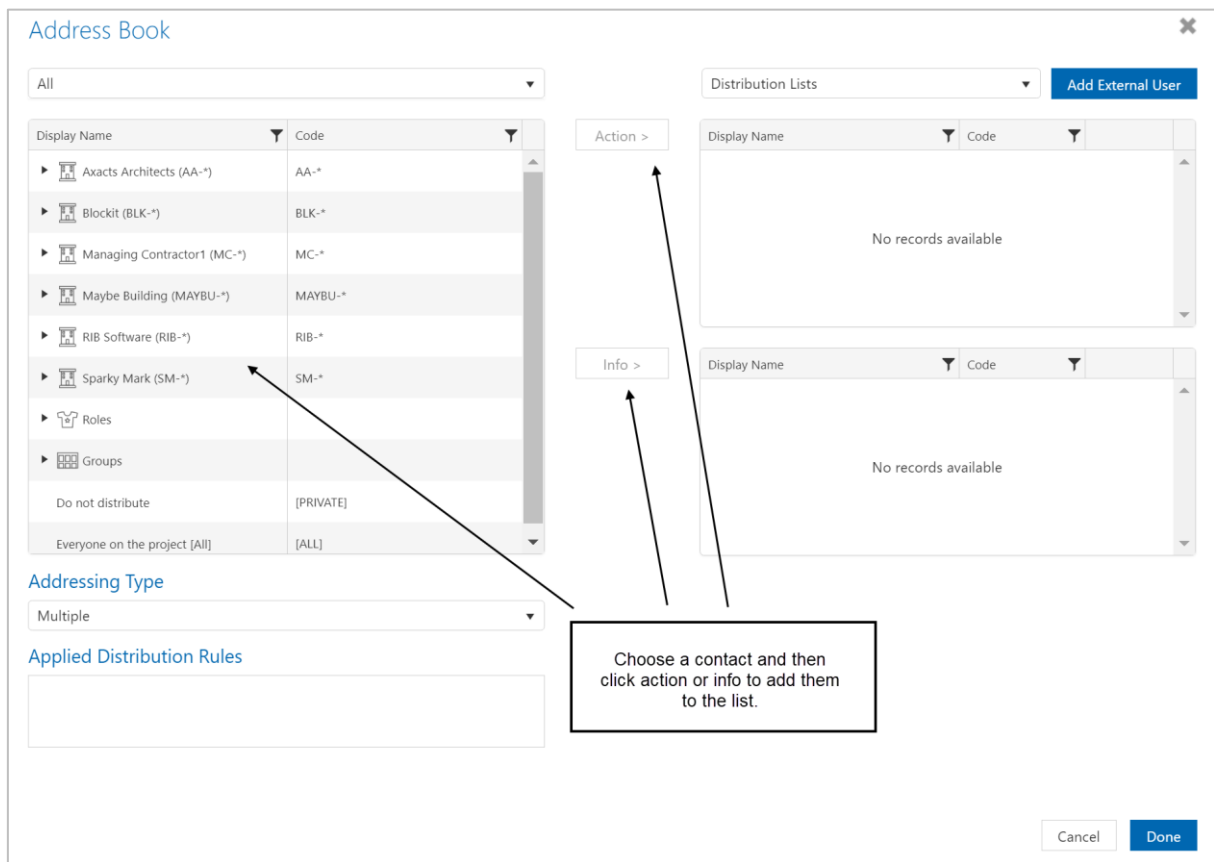 Address Book
All
Distribution Lists
Add External User
Display Name Code
Action >
Display Name Code
Axacts Architects (AA-*) AA-*
Blockit (BLK-*) BLK-*
Managing Contractor1 (MC-*) MC-*
Maybe Building (MAYBU-*) MAYBU-*
RIB Software (RIB-*) RIB-*
Sparky Mark (SM-*) SM-*
Roles
Groups
Do not distribute [PRIVATE]
Everyone on the project [All] [ALL]
No records available
Info >
Display Name Code
No records available
Addressing Type
Multiple
Applied Distribution Rules
Choose a contact and then
click action or info to add them
to the list.
Cancel
Done